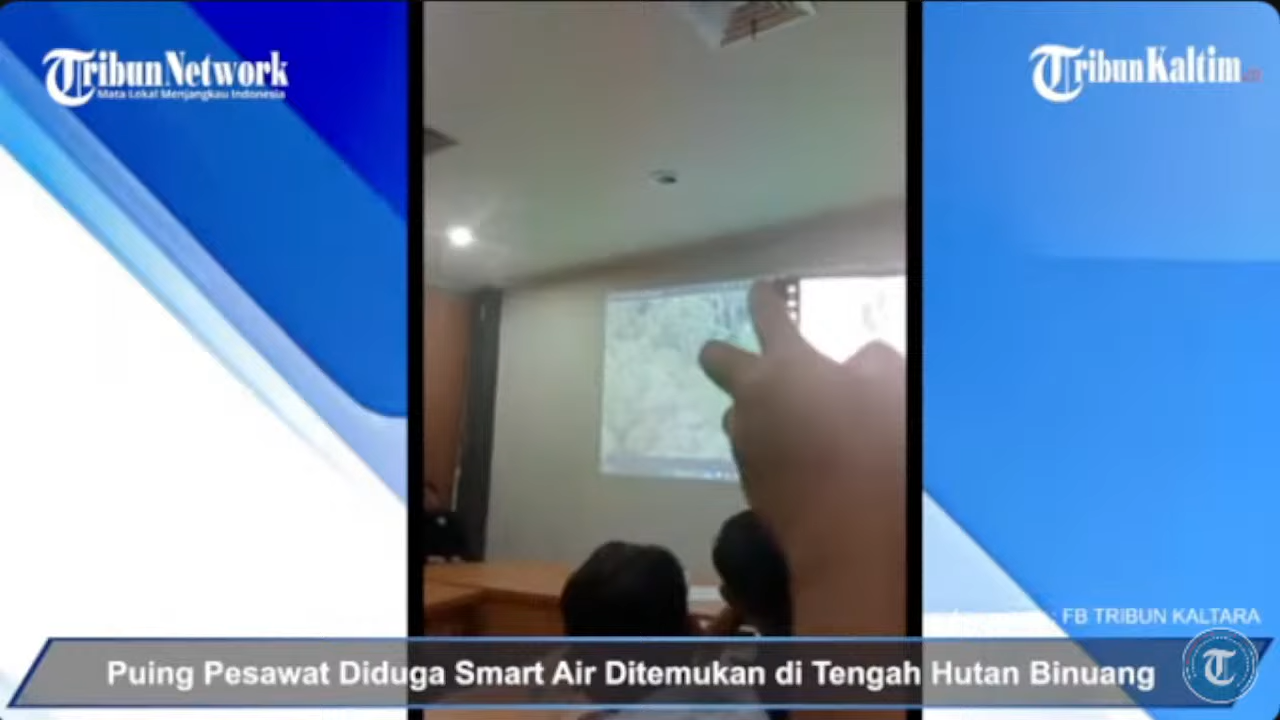 TribunNetwork
Mata Lokal Menjangkau Indonesia
TribunKaltim
FB TRIBUN KALTARA
Puing Pesawat Diduga Smart Air Ditemukan di Tengah Hutan Binuang